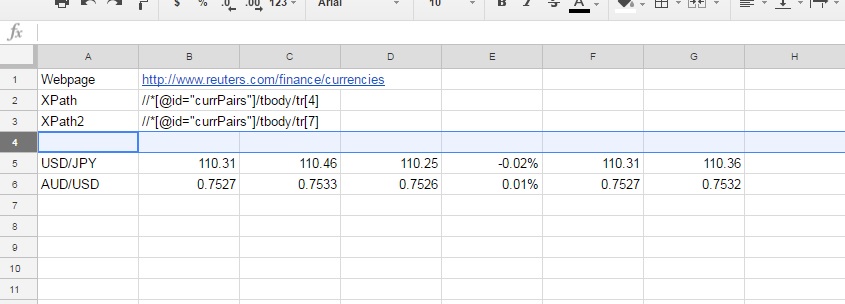 $ % .0 .00 123 Arial 10 B I S A
fx
A B C D E F G H
1 Webpage http://www.reuters.com/finance/currencies
2 XPath //*[@id="currPairs"]/tbody/tr[4]
3 XPath2 //*[@id="currPairs"]/tbody/tr[7]
4
5 USD/JPY 110.31 110.46 110.25 -0.02% 110.31 110.36
6 AUD/USD 0.7527 0.7533 0.7526 0.01% 0.7527 0.7532
7
8
9
10
11